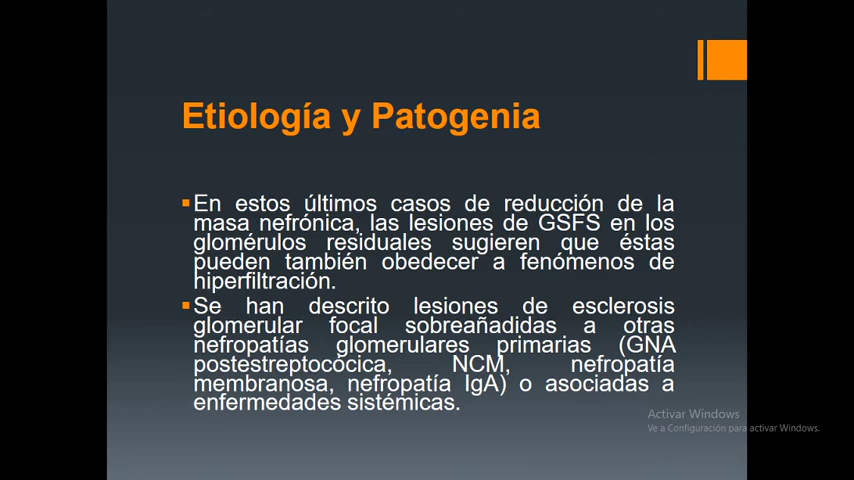 Etiología y Patogenia
En estos últimos casos de reducción de la
masa nefrónica, las lesiones de GSFS en los
glomérulos residuales sugieren que éstas
pueden también obedecer a fenómenos de
hiperfiltración.
Se han descrito lesiones de esclerosis
glomerular focal sobreañadidas a otras
nefropatías glomerulares primarias (GNA
postestreptocócica, NCM, nefropatía
membranosa, nefropatía IgA) o asociadas a
enfermedades sistémicas.
Activar Windows
Ve a Configuración para activar Windows.